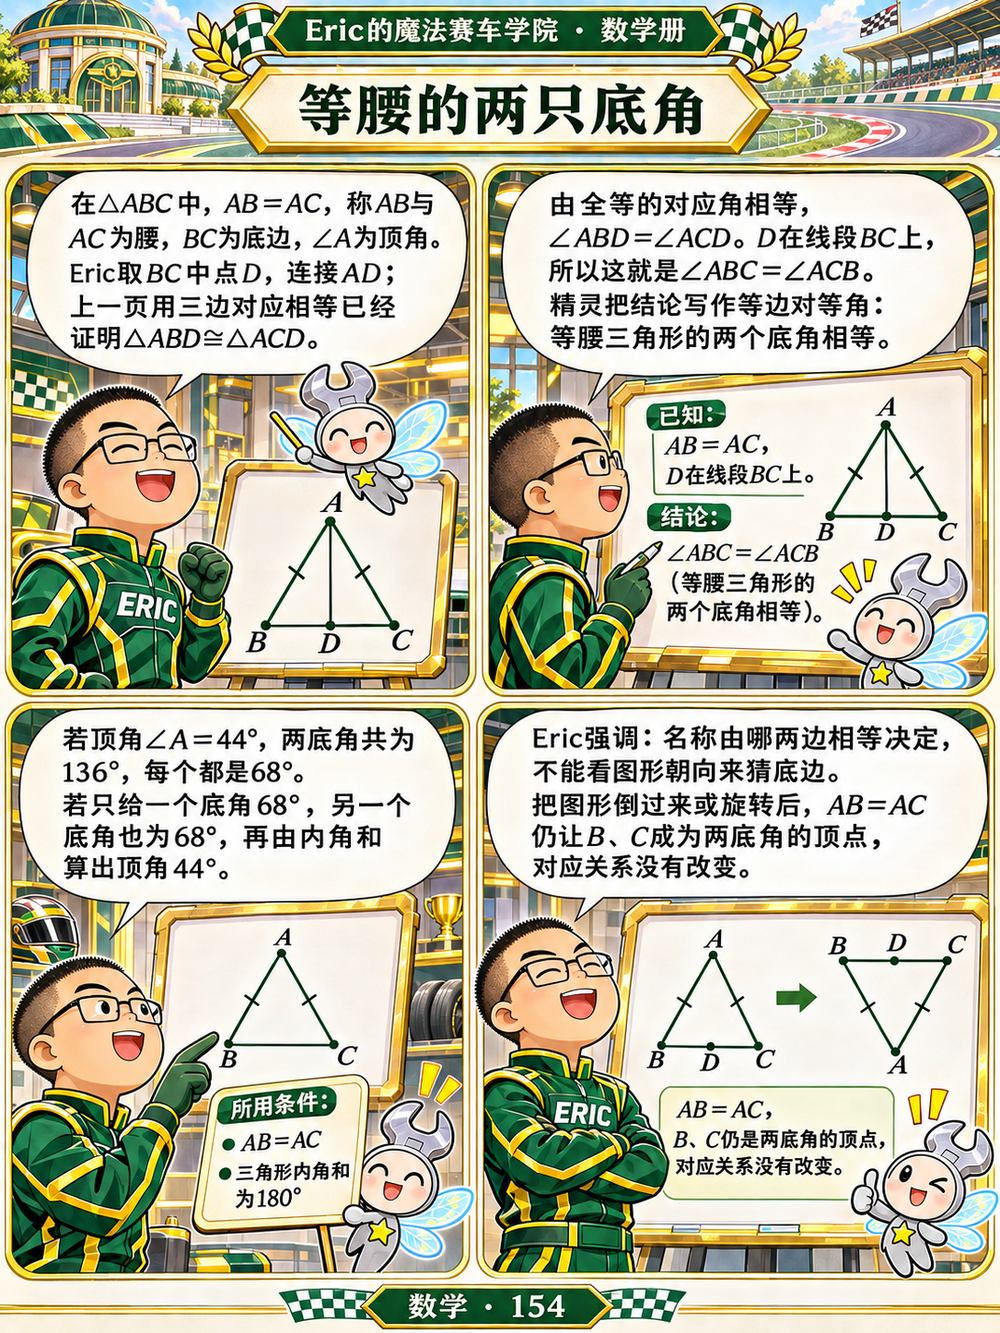 Eric的魔法赛车学院 · 数学册
等腰的两只底角
在△ABC中，AB＝AC，称AB与
AC为腰，BC为底边，∠A为顶角。
Eric取BC中点D，连接AD；
上一页用三边对应相等已经
证明△ABD≅△ACD。
A
B
D
C
ERIC
由全等的对应角相等，
∠ABD＝∠ACD。D在线段BC上，
所以这就是∠ABC＝∠ACB。
精灵把结论写作等边对等角：
等腰三角形的两个底角相等。
已知：
AB＝AC，
D在线段BC上。
结论：
∠ABC＝∠ACB
（等腰三角形的
两个底角相等）。
A
B
D
C
若顶角∠A＝44°，两底角共为
136°，每个都是68°。
若只给一个底角68°，另一个
底角也为68°，再由内角和
算出顶角44°。
A
B
C
所用条件：
● AB＝AC
● 三角形内角和
为180°
Eric强调：名称由哪两边相等决定，
不能看图形朝向来猜底边。
把图形倒过来或旋转后，AB＝AC
仍让B、C成为两底角的顶点，
对应关系没有改变。
A
B
D
C
B
D
C
A
ERIC
AB＝AC，
B、C仍是两底角的顶点，
对应关系没有改变。
数学 · 154